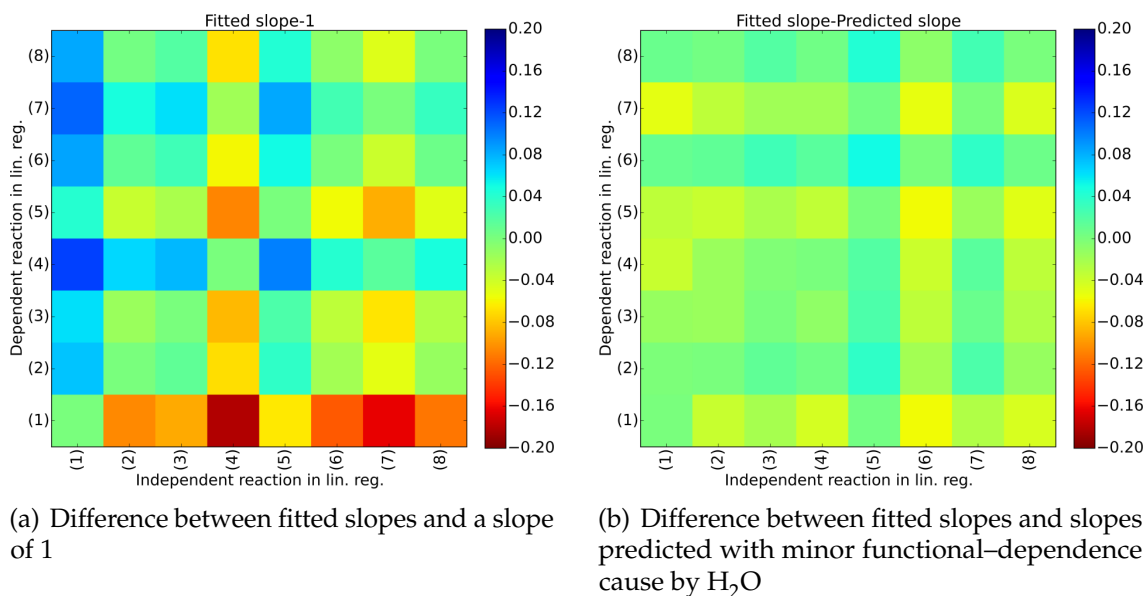 Fitted slope-1
Dependent reaction in lin. reg.
(8)
(7)
(6)
(5)
(4)
(3)
(2)
(1)
(1) (2) (3) (4) (5) (6) (7) (8)
Independent reaction in lin. reg.
0.20
0.16
0.12
0.08
0.04
0.00
−0.04
−0.08
−0.12
−0.16
−0.20
(a) Difference between fitted slopes and a slope
of 1
Fitted slope-Predicted slope
Dependent reaction in lin. reg.
(8)
(7)
(6)
(5)
(4)
(3)
(2)
(1)
(1) (2) (3) (4) (5) (6) (7) (8)
Independent reaction in lin. reg.
0.20
0.16
0.12
0.08
0.04
0.00
−0.04
−0.08
−0.12
−0.16
−0.20
(b) Difference between fitted slopes and slopes
predicted with minor functional–dependence
cause by H₂O